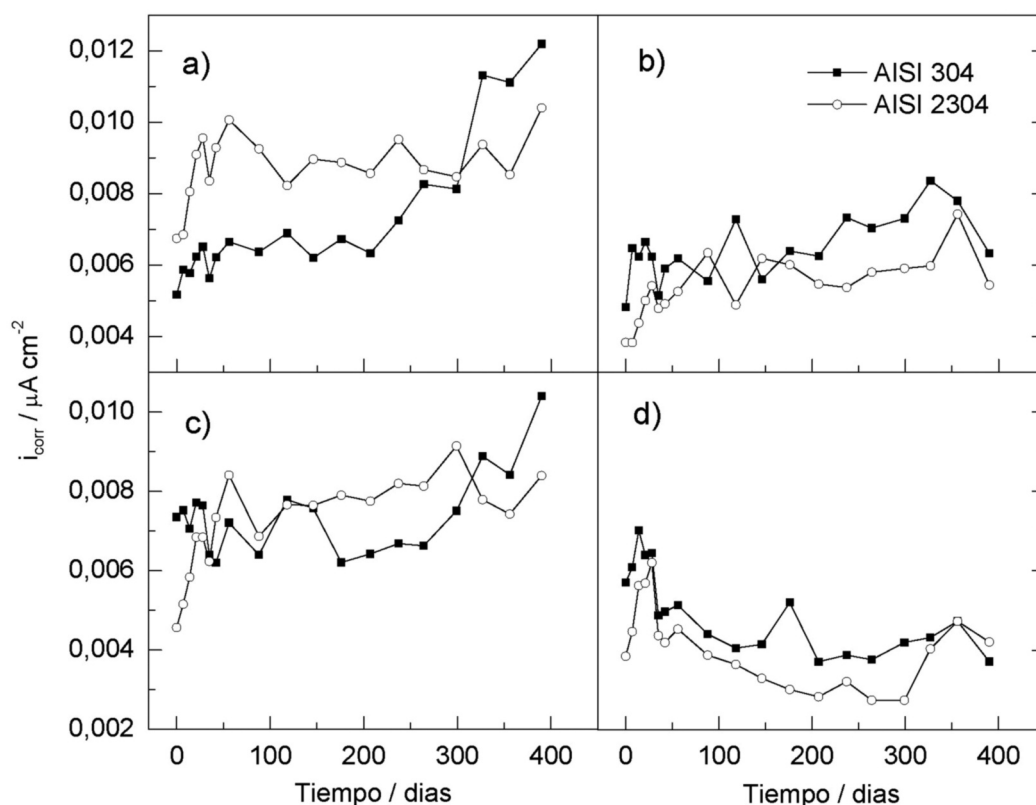 a)
b)
AISI 304
AISI 2304
0,012
0,010
0,008
0,006
0,004
c)
d)
0,010
0,008
0,006
0,004
0,002
i_corr / μA cm^-2
0 100 200 300 400 0 100 200 300 400
Tiempo / dias Tiempo / dias